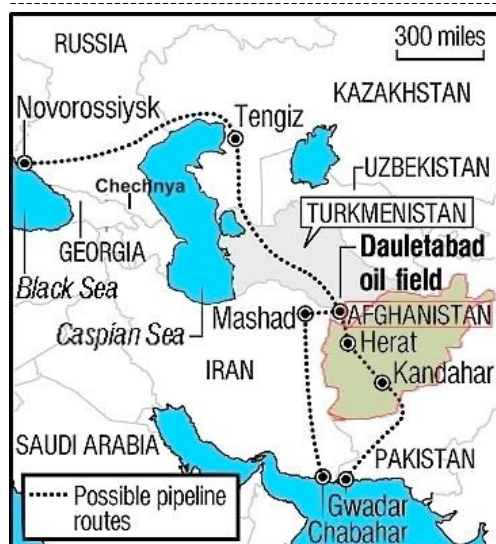 RUSSIA
300 miles
Novorossiysk
Tengiz
KAZAKHSTAN
Chechnya
UZBEKISTAN
TURKMENISTAN
GEORGIA
Dauletabad
oil field
Black Sea
Caspian Sea
Mashad
AFGHANISTAN
Herat
IRAN
Kandahar
SAUDI ARABIA
PAKISTAN
Possible pipeline
routes
Gwadar
Chabahar